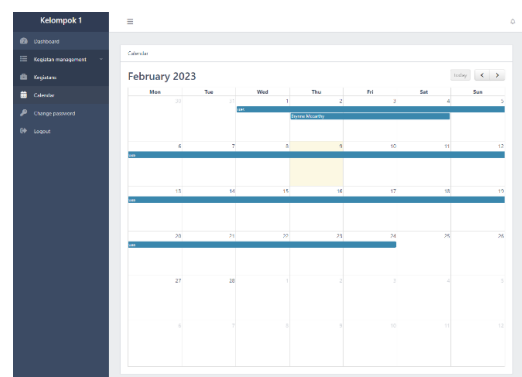 Kelompok 1
Dashboard
Kegiatan management
Kegiatan
Calendar
Change password
Logout
Calendar
February 2023
today
Mon Tue Wed Thu Fri Sat Sun
30 31 1 2 3 4 5
6 7 8 9 10 11 12
13 14 15 16 17 18 19
20 21 22 23 24 25 26
27 28 1 2 3 4 5
6 7 8 9 10 11 12